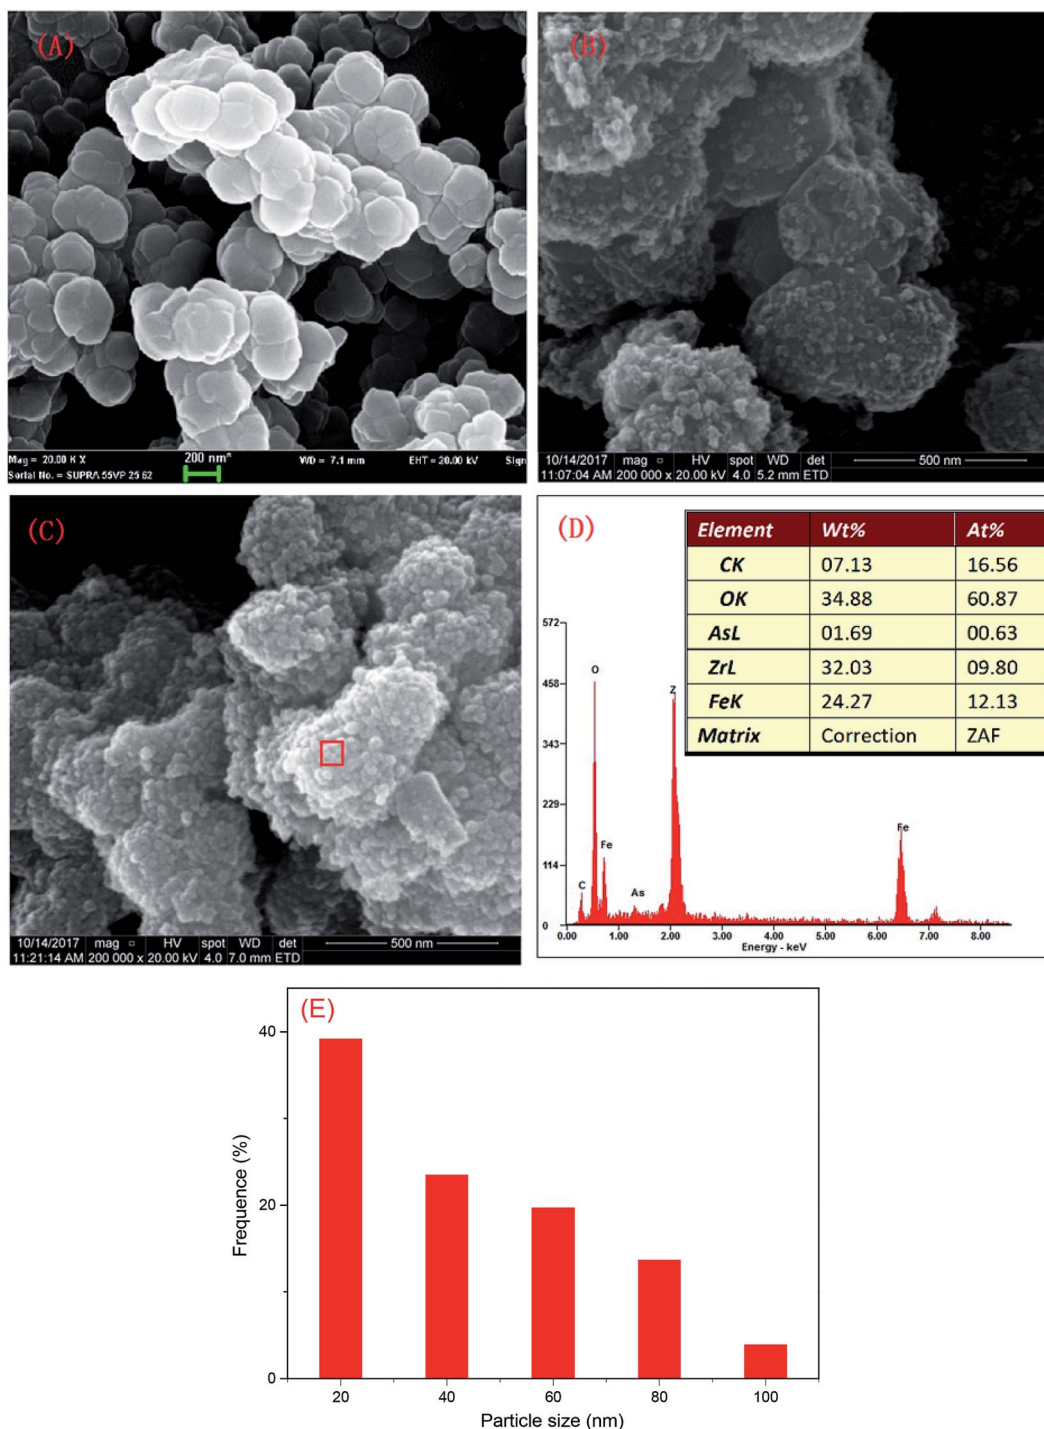 (A)
Mag = 20.00 K X 200 nm* WD = 7.1 mm EHT = 20.00 kV Sign
Serial No. = SUPRA 55VP 25 62
(B)
10/14/2017 mag □ HV spot WD det 500 nm
11:07:04 AM 200 000 x 20.00 kV 4.0 5.2 mm ETD
(C)
10/14/2017 mag □ HV spot WD det 500 nm
11:21:14 AM 200 000 x 20.00 kV 4.0 7.0 mm ETD
(D)
Element Wt% At%
CK 07.13 16.56
OK 34.88 60.87
AsL 01.69 00.63
ZrL 32.03 09.80
FeK 24.27 12.13
Matrix Correction ZAF
572
458
343
229
114
0
O
Z
Fe
Fe
As
C
0.00 1.00 2.00 3.00 4.00 5.00 6.00 7.00 8.00
Energy - keV
(E)
40
20
0
Frequence (%)
20 40 60 80 100
Particle size (nm)